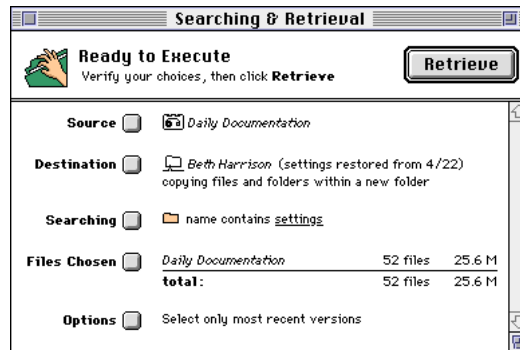 Searching & Retrieval
Ready to Execute
Verify your choices, then click Retrieve
Retrieve
Source Daily Documentation
Destination Beth Harrison (settings restored from 4/22)
copying files and folders within a new folder
Searching name contains settings
Files Chosen Daily Documentation 52 files 25.6 M
total: 52 files 25.6 M
Options Select only most recent versions